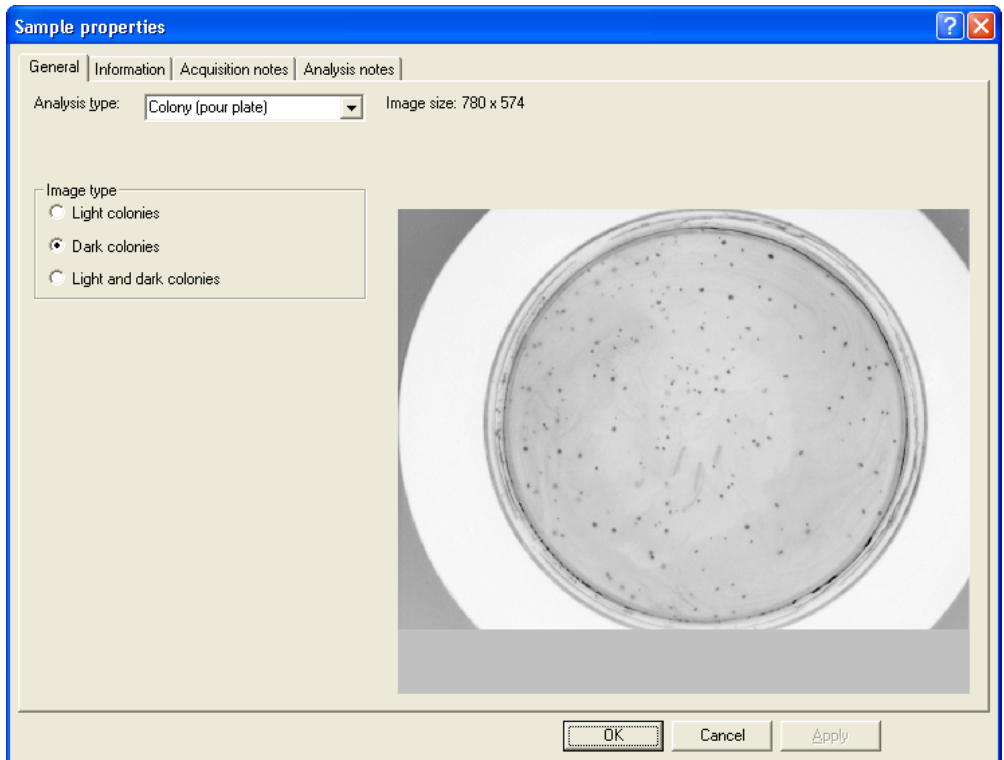 Sample properties
General Information Acquisition notes Analysis notes
Analysis type: Colony (pour plate) Image size: 780 x 574
Image type
Light colonies
Dark colonies
Light and dark colonies
OK Cancel Apply